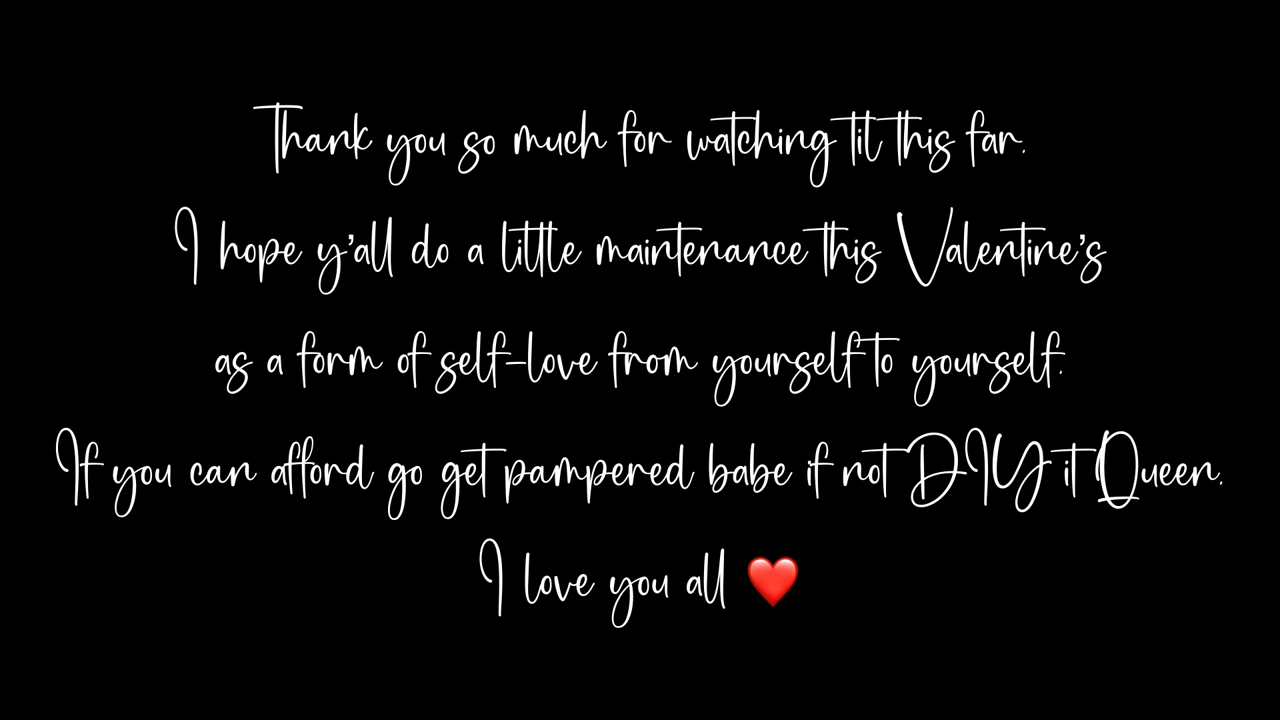 Thank you so much for watching til this far.
I hope y'all do a little maintenance this Valentine's
as a form of self-love from yourself to yourself.
If you can afford go get pampered babe if not DIY it Queen.
I love you all ❤️